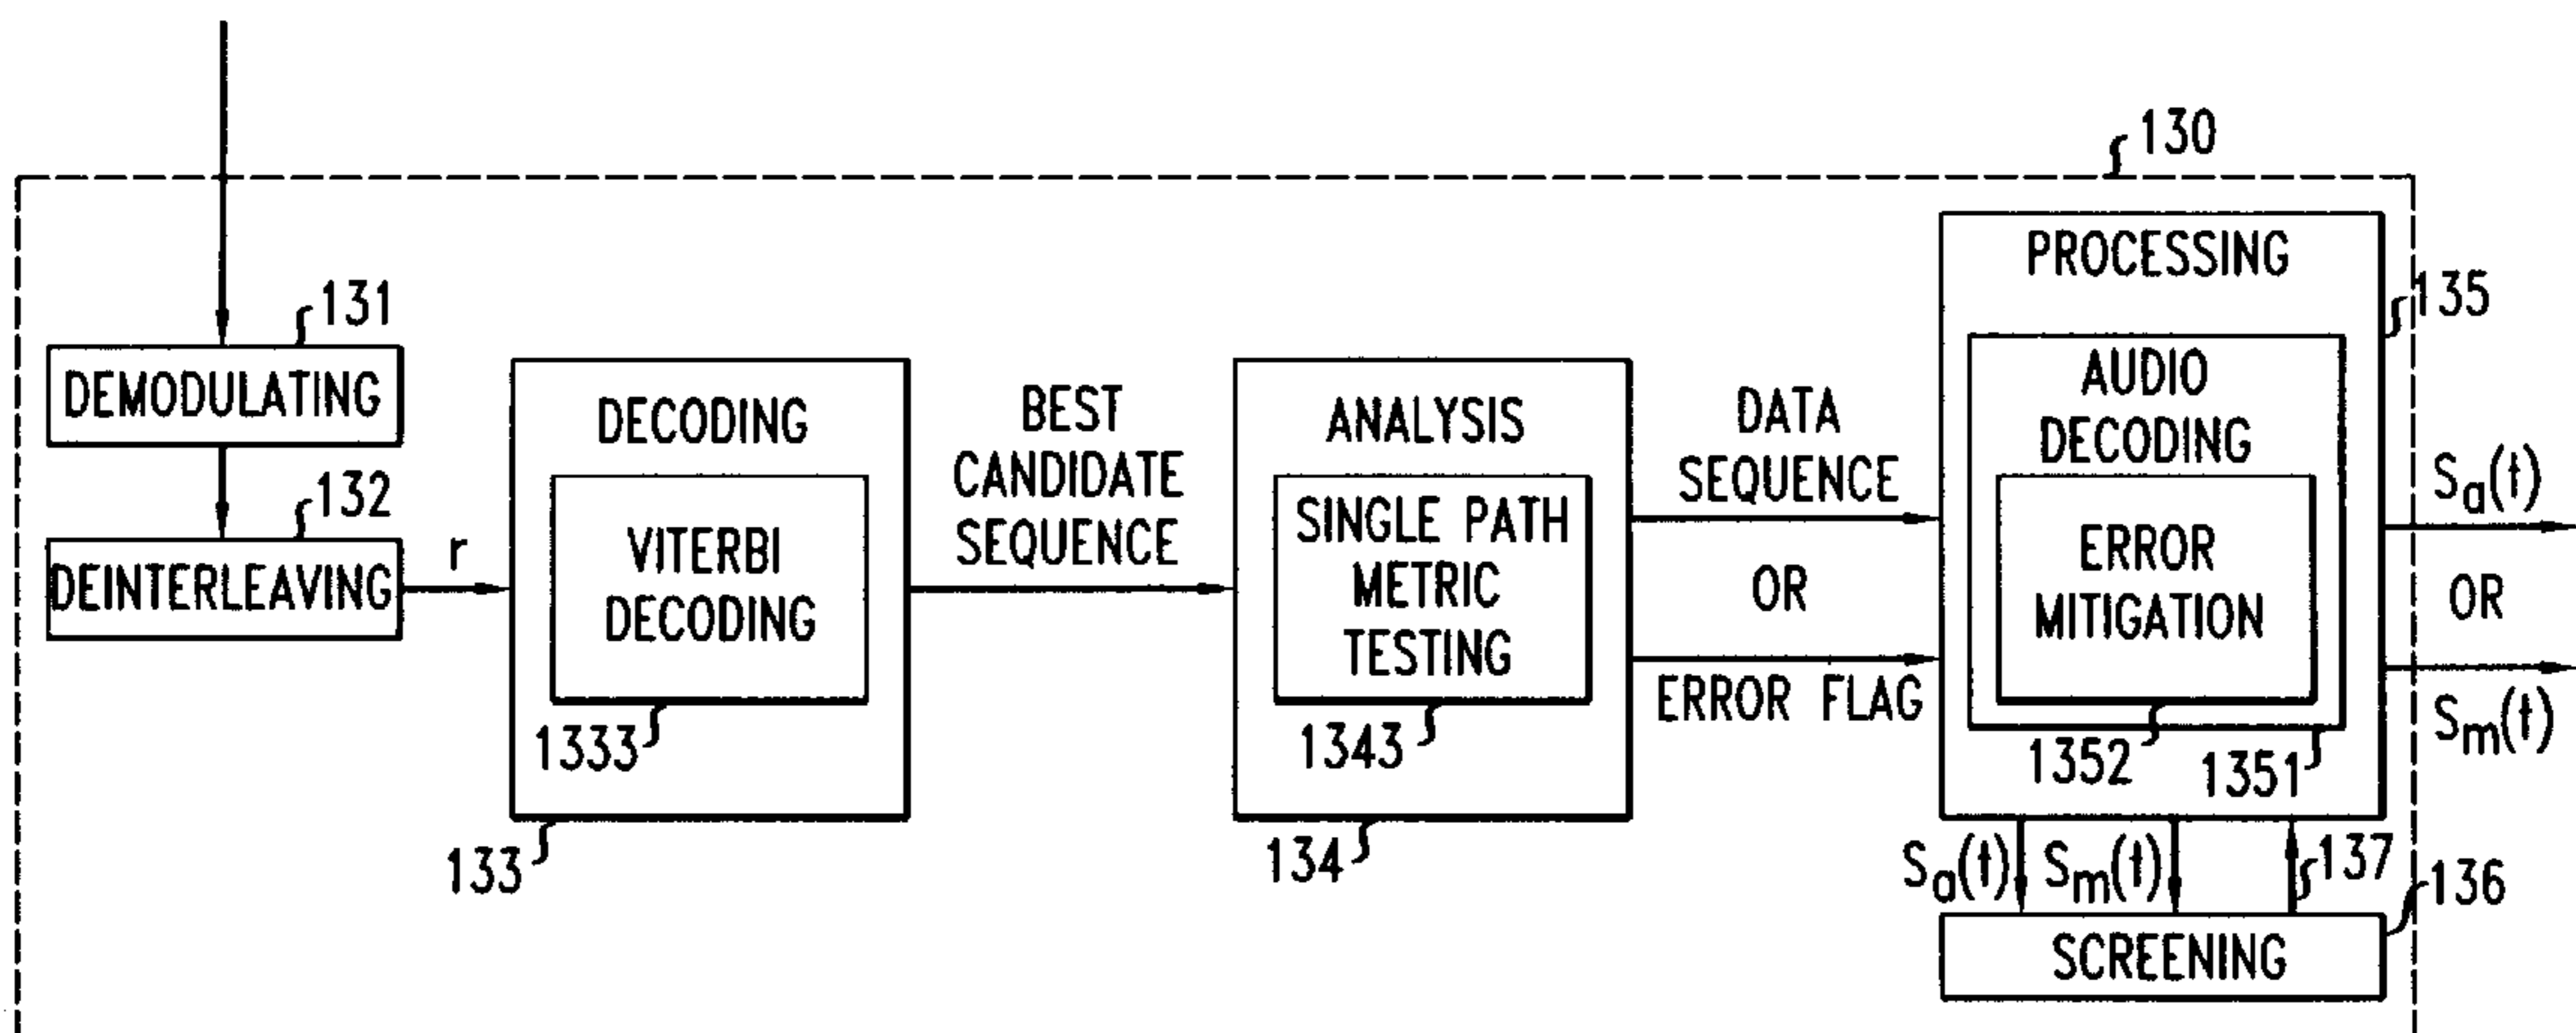 130
PROCESSING
135
131
DEMODULATING
132
DEINTERLEAVING
r
DECODING
VITERBI
DECODING
1333
133
BEST
CANDIDATE
SEQUENCE
ANALYSIS
SINGLE PATH
METRIC
TESTING
1343
134
DATA
SEQUENCE
OR
ERROR FLAG
AUDIO
DECODING
ERROR
MITIGATION
1352
1351
Sa(t)
OR
Sm(t)
Sa(t)
Sm(t)
137
136
SCREENING